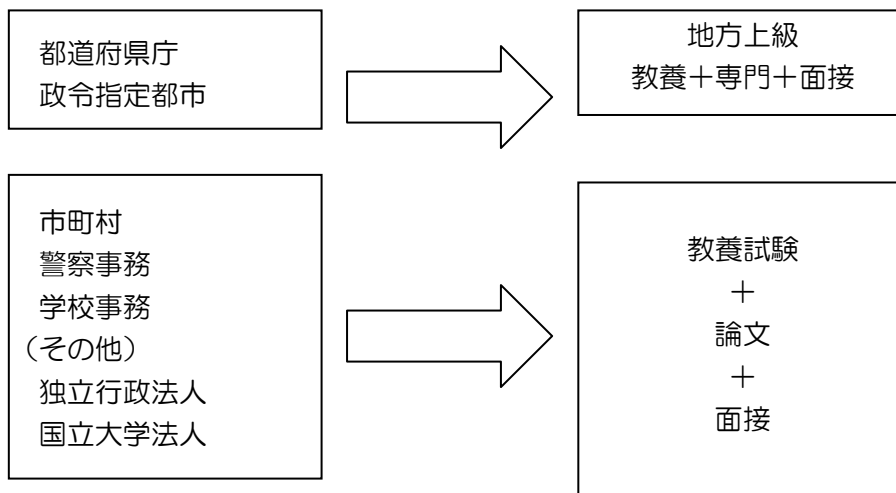 都道府県庁
政令指定都市
地方上級
教養＋専門＋面接
市町村
警察事務
学校事務
（その他）
独立行政法人
国立大学法人
教養試験
＋
論文
＋
面接